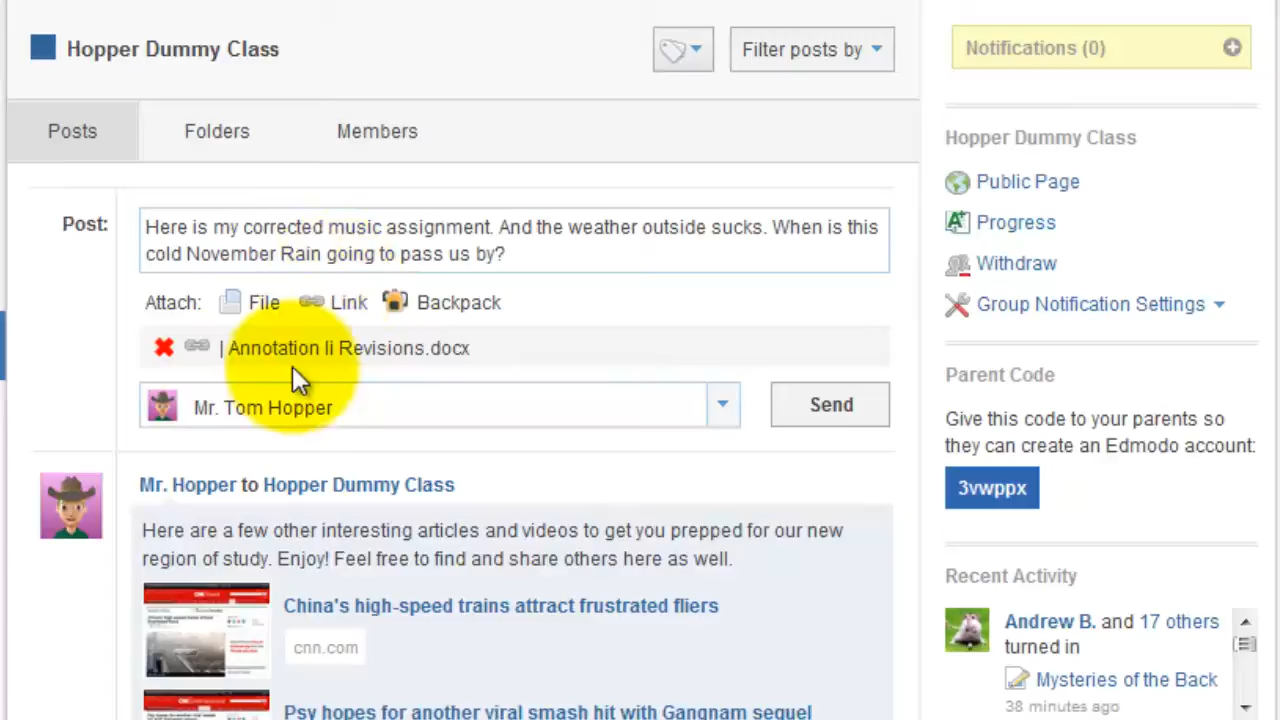 Hopper Dummy Class
Filter posts by
Notifications (0)
Posts
Folders
Members
Hopper Dummy Class
Public Page
Progress
Withdraw
Group Notification Settings
Post:
Here is my corrected music assignment. And the weather outside sucks. When is this
cold November Rain going to pass us by?
Attach:
File
Link
Backpack
| Annotation Ii Revisions.docx
Mr. Tom Hopper
Send
Parent Code
Give this code to your parents so
they can create an Edmodo account:
3vwppx
Mr. Hopper to Hopper Dummy Class
Here are a few other interesting articles and videos to get you prepped for our new
region of study. Enjoy! Feel free to find and share others here as well.
China's high-speed trains attract frustrated fliers
cnn.com
Psy hopes for another viral smash hit with Gangnam sequel
Recent Activity
Andrew B. and 17 others
turned in
Mysteries of the Back
38 minutes ago